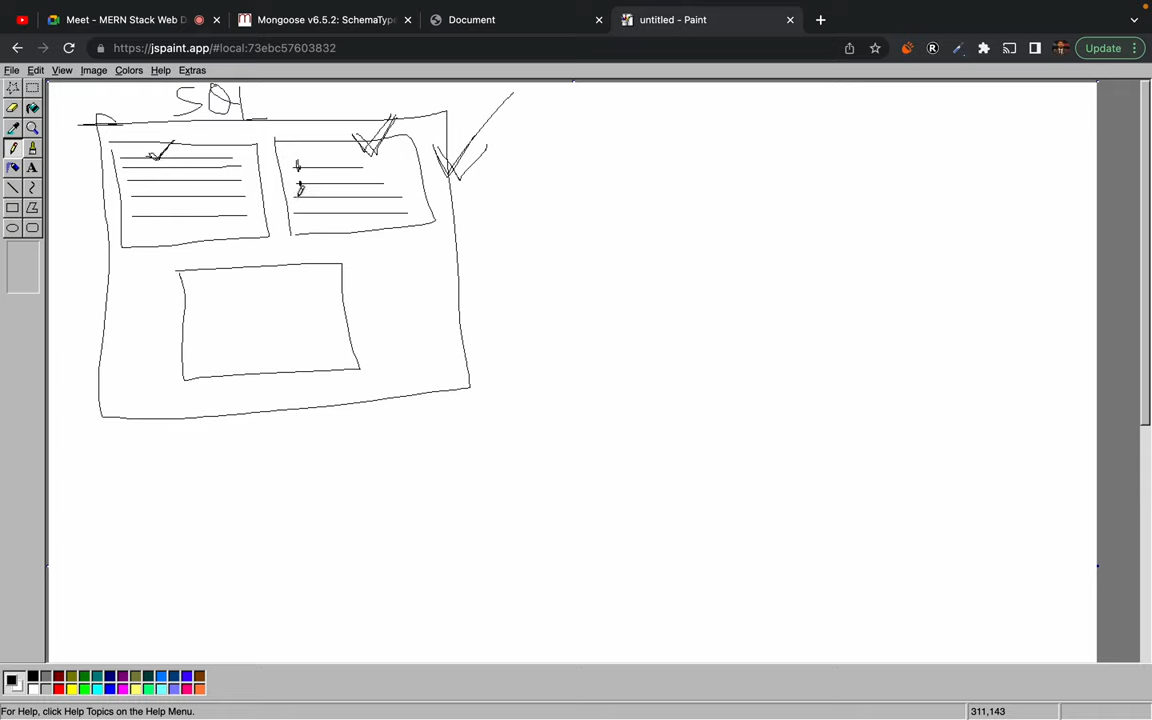 Meet - MERN Stack Web D
Mongoose v6.5.2: SchemaType
Document
untitled - Paint
https://jspaint.app/#local:73ebc57603832
Update
File Edit View Image Colors Help Extras
SQL
For Help, click Help Topics on the Help Menu.
311,143